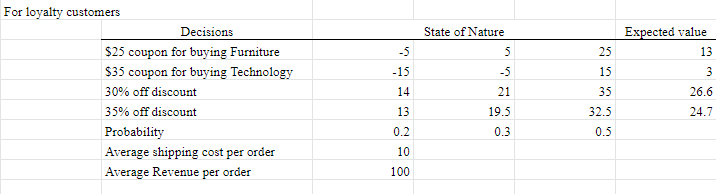 For loyalty customers
Decisions State of Nature Expected value
$25 coupon for buying Furniture -5 5 25 13
$35 coupon for buying Technology -15 -5 15 3
30% off discount 14 21 35 26.6
35% off discount 13 19.5 32.5 24.7
Probability 0.2 0.3 0.5
Average shipping cost per order 10
Average Revenue per order 100